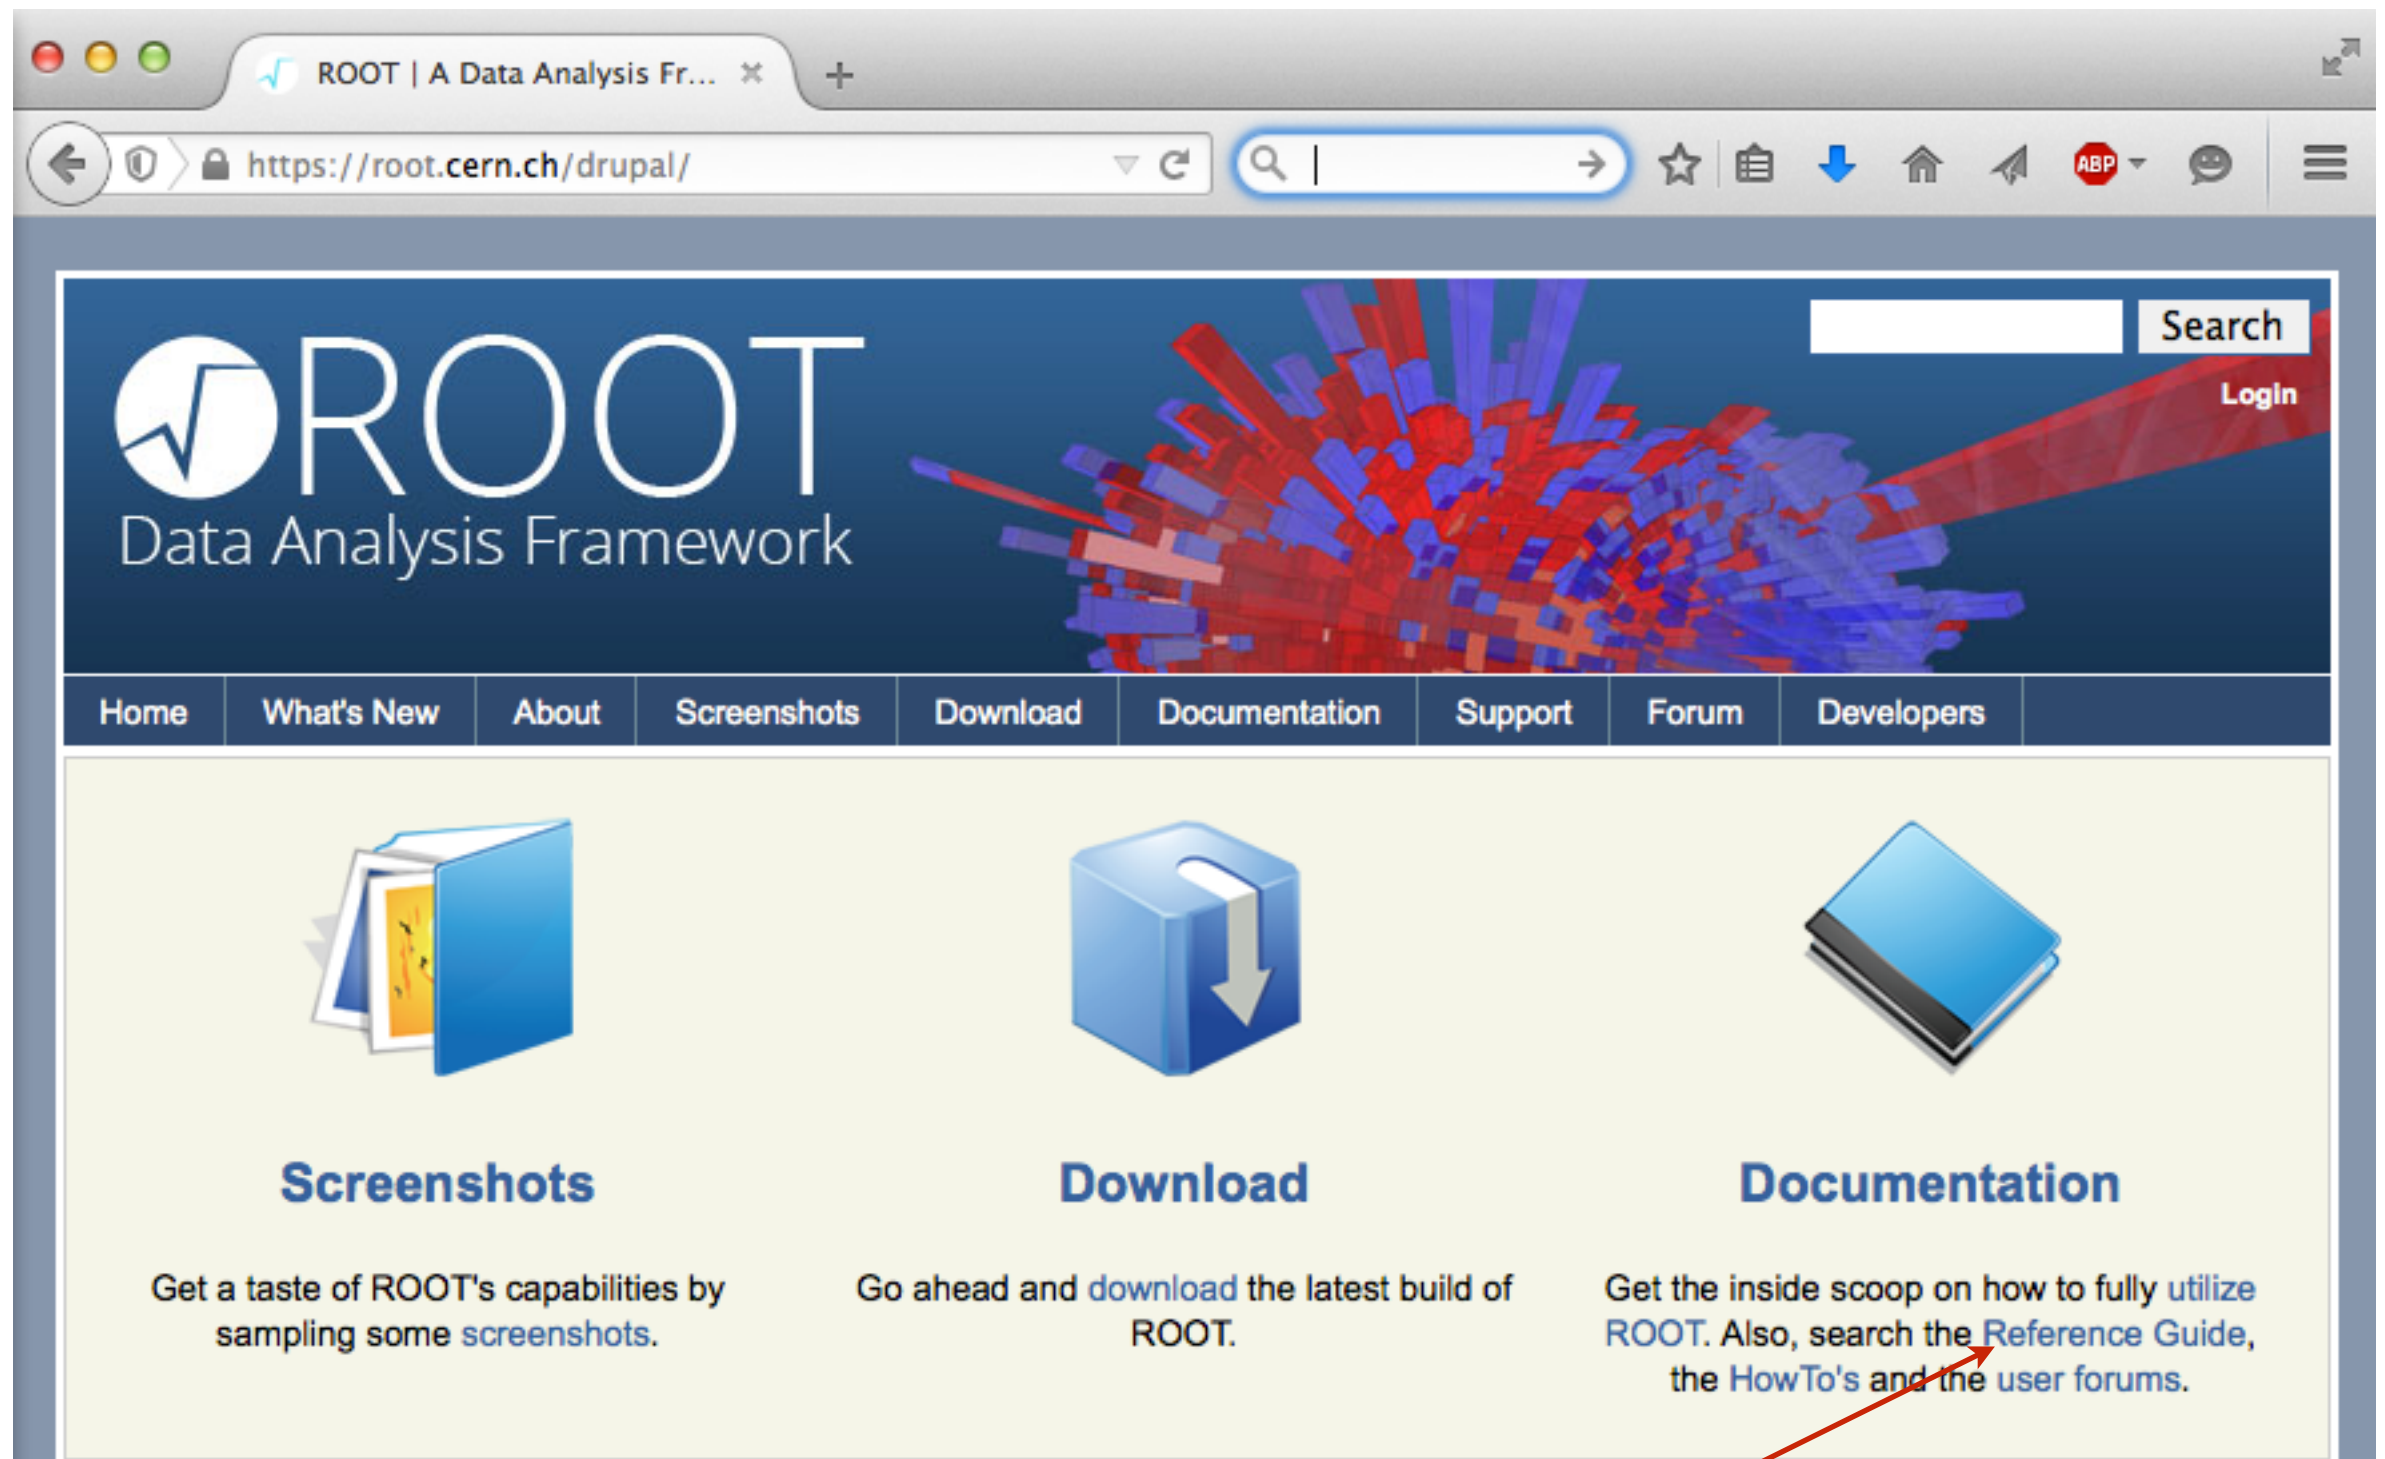 ROOT | A Data Analysis Fr...
https://root.cern.ch/drupal/
ABP
Search
Login
ROOT
Data Analysis Framework
Home What's New About Screenshots Download Documentation Support Forum Developers
Screenshots
Get a taste of ROOT's capabilities by
sampling some screenshots.
Download
Go ahead and download the latest build of
ROOT.
Documentation
Get the inside scoop on how to fully utilize
ROOT. Also, search the Reference Guide,
the HowTo's and the user forums.